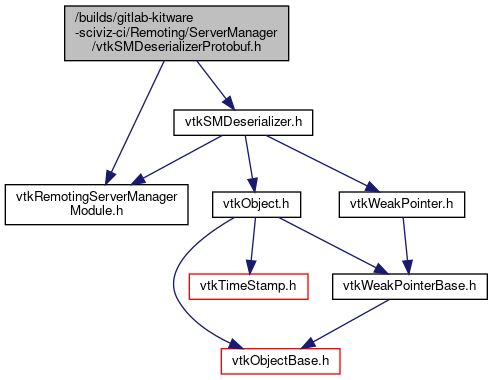 /builds/gitlab-kitware
-sciviz-ci/Remoting/ServerManager
/vtkSMDeserializerProtobuf.h
vtkSMDeserializer.h
vtkRemotingServerManager
Module.h
vtkObject.h
vtkWeakPointer.h
vtkTimeStamp.h
vtkWeakPointerBase.h
vtkObjectBase.h